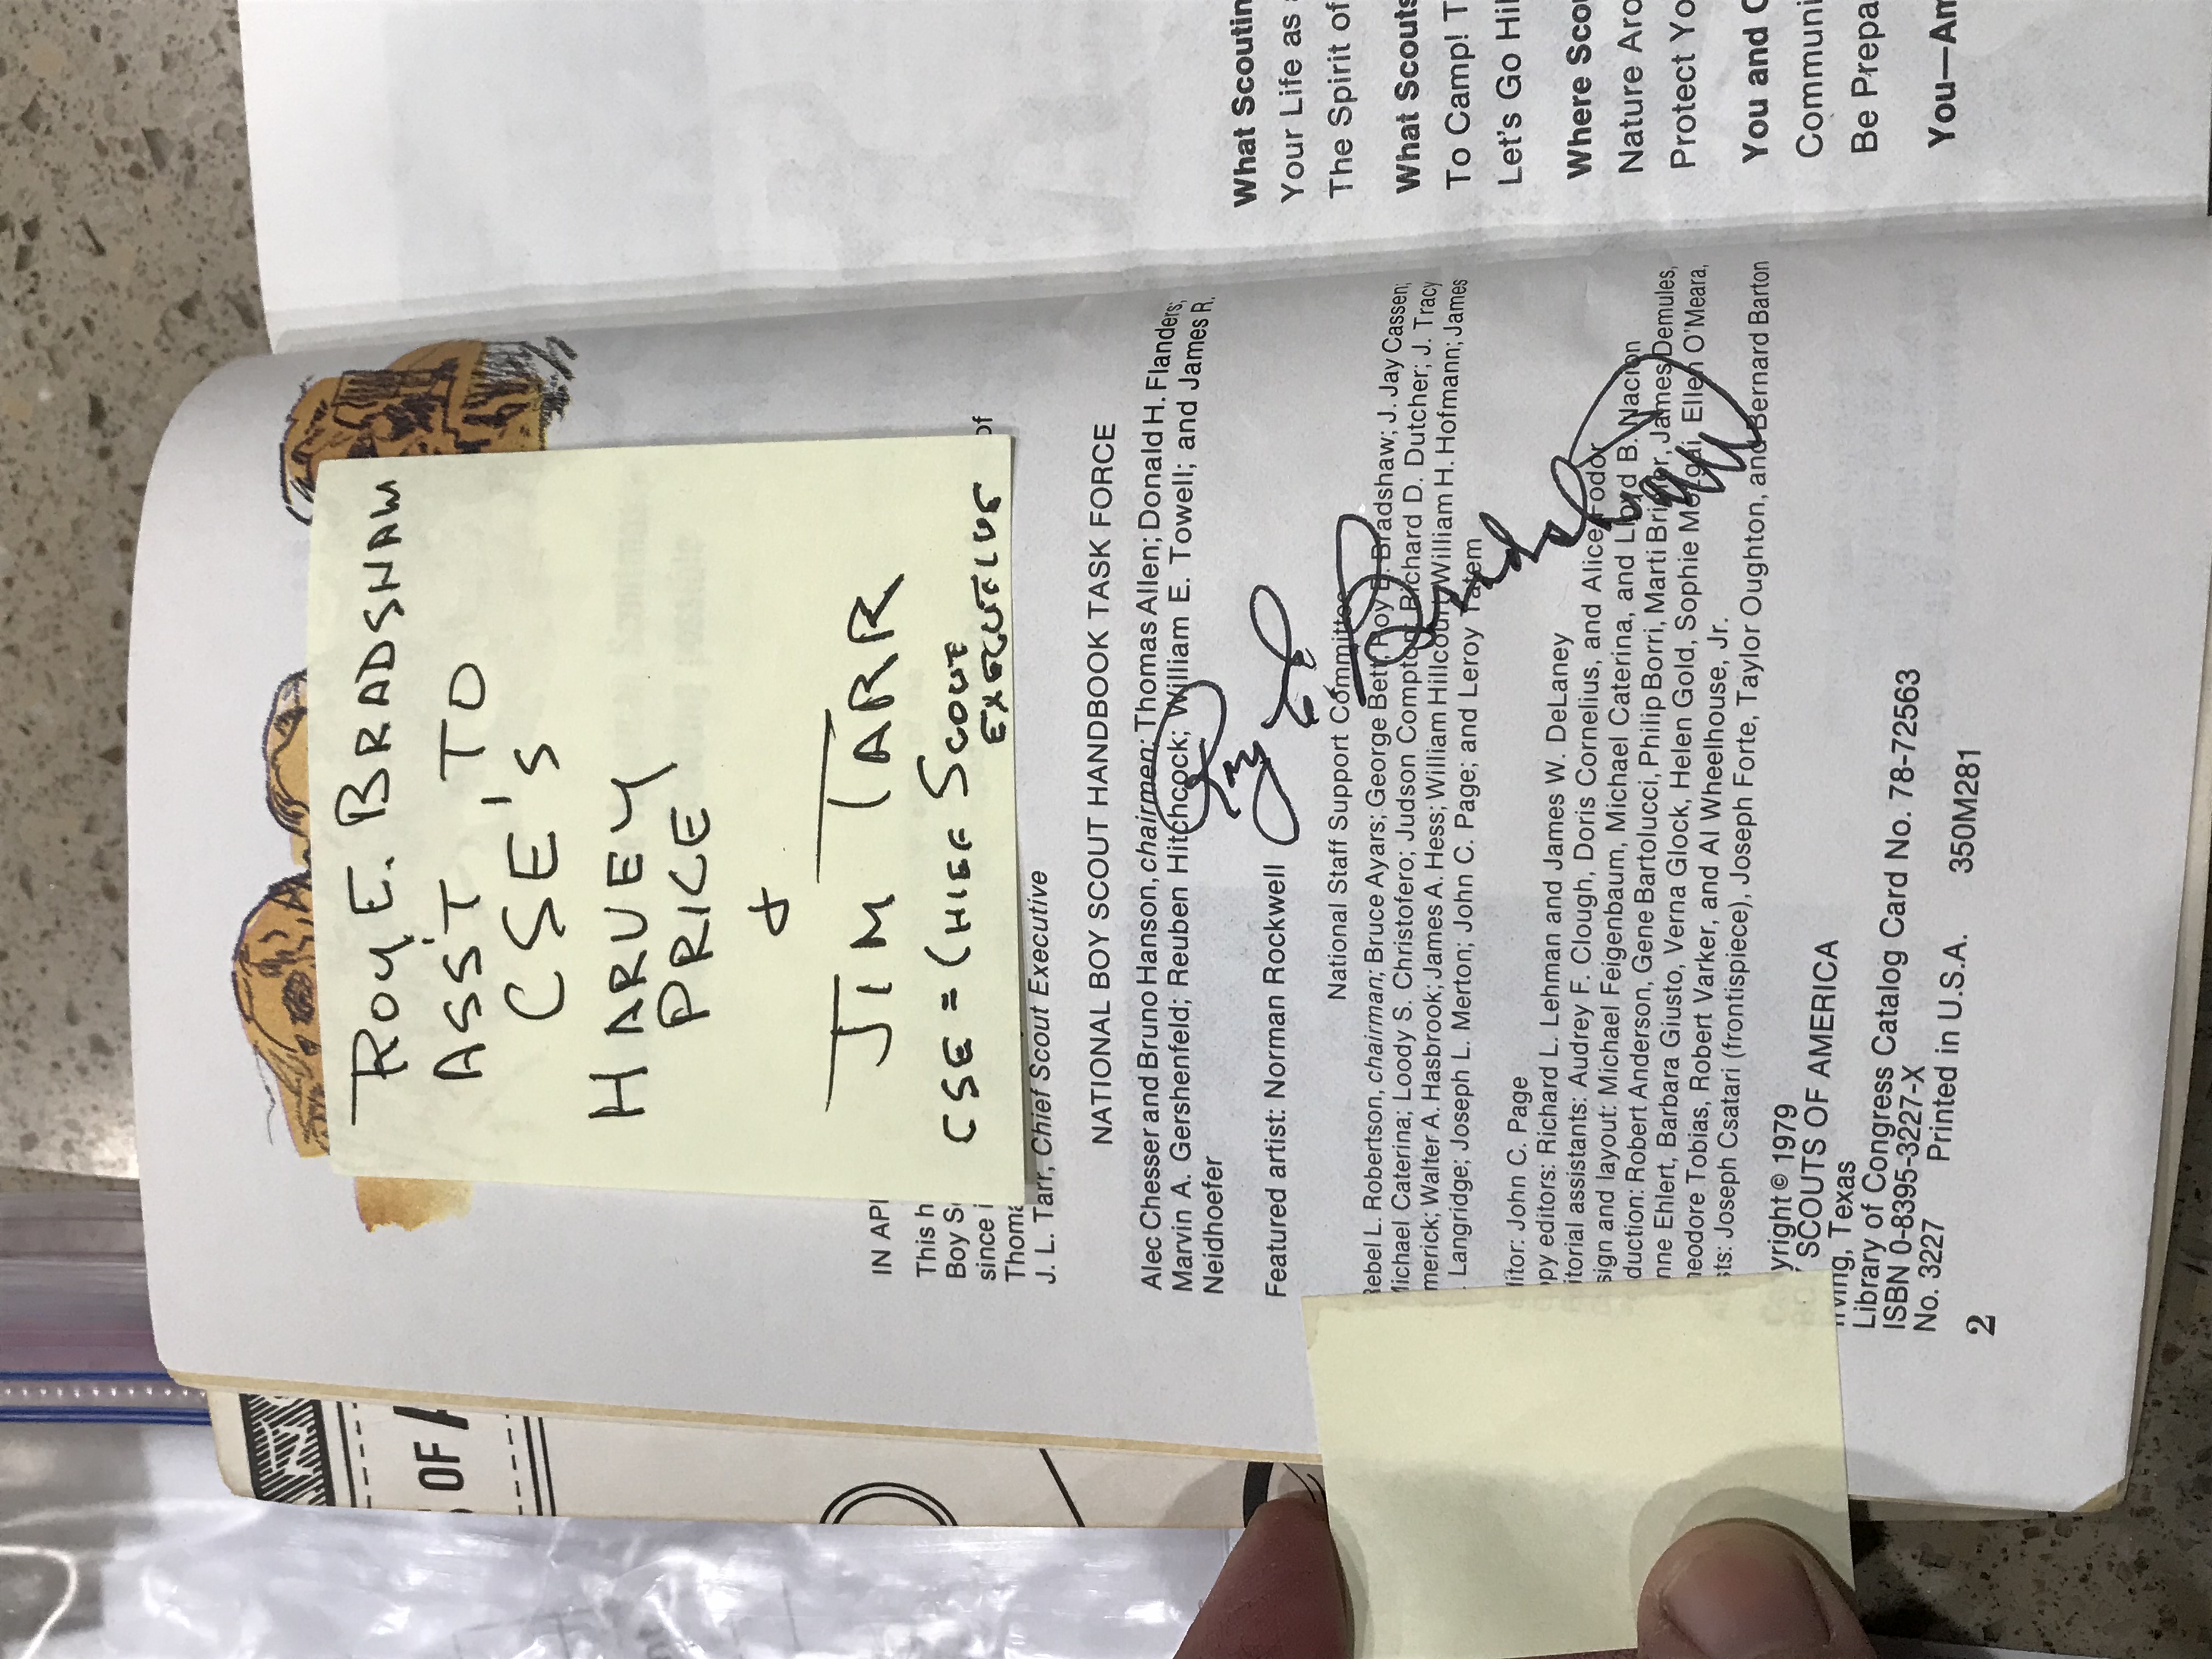 ROY E. BRADSHAW
ASS'T TO
CSE'S
HARVEY
PRICE
&
JIM TARR
CSE = CHIEF SCOUT
EXECUTIVE
IN
of
This
Boy
since
J. L. Tarr, Chief Scout Executive
NATIONAL BOY SCOUT HANDBOOK TASK FORCE
Alec Chesser and Bruno Hanson, chairmen; Thomas Allen; Donald H. Flanders;
Marvin A. Gershenfeld; Reuben Hitchcock; William E. Towell; and James R.
Neidhoefer
Featured artist: Norman Rockwell
Roy E. Bradshaw
National Staff Support Committee
Rebel L. Robertson, chairman; Bruce Ayars; George Bett; Roy E. Bradshaw; J. Jay Cassen;
Michael Caterina; Loody S. Christofero; Judson Compton; Richard D. Dutcher; J. Tracy
merick; Walter A. Hasbrook; James A. Hess; William Hillcourt; William H. Hofmann; James
Langridge; Joseph L. Merton; John C. Page; and Leroy Tatem
itor: John C. Page
py editors: Richard L. Lehman and James W. DeLaney
itorial assistants: Audrey F. Clough, Doris Cornelius, and Alice Fodor
sign and layout: Michael Feigenbaum, Michael Caterina, and Lloyd B. Nacion
duction: Robert Anderson, Gene Bartolucci, Philip Borri, Marti James Demules,
nne Ehlert, Barbara Giusto, Verna Glock, Helen Gold, Sophie Ellen O'Meara,
heodore Tobias, Robert Varker, and Al Wheelhouse, Jr.
sts: Joseph Csatari (frontispiece), Joseph Forte, Taylor Oughton, and Bernard Barton
yright © 1979
SCOUTS OF AMERICA
Irving, Texas
Library of Congress Catalog Card No. 78-72563
ISBN 0-8395-3227-X
No. 3227 Printed in U.S.A. 350M281
2
What Scoutin
Your Life as
The Spirit of
What Scouts
To Camp! T
Let's Go Hi
Where Sco
Nature Aro
Protect Yo
You and C
Communi
Be Prepa
You—Am
OF